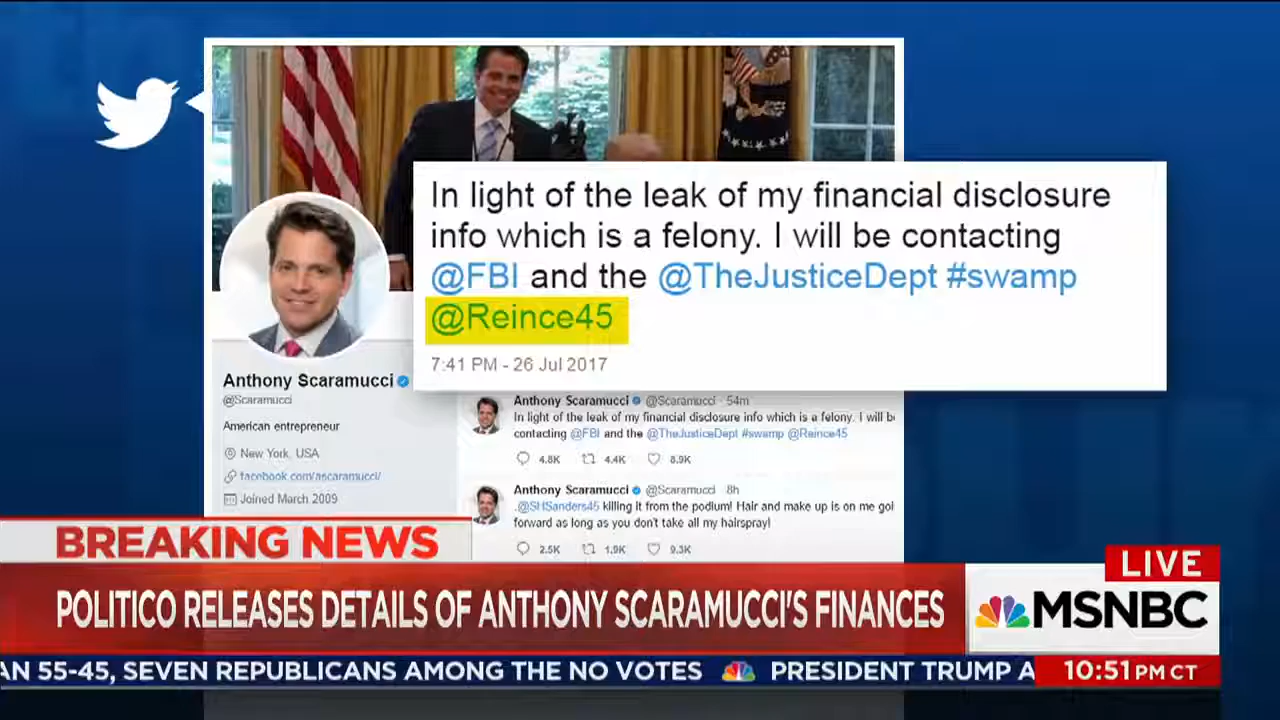 In light of the leak of my financial disclosure
info which is a felony. I will be contacting
@FBI and the @TheJusticeDept #swamp
@Reince45
7:41 PM - 26 Jul 2017
Anthony Scaramucci
@Scaramucci
American entrepreneur
New York, USA
facebook.com/ascaramucci/
Joined March 2009
Anthony Scaramucci @Scaramucci · 54m
In light of the leak of my financial disclosure info which is a felony. I will be
contacting @FBI and the @TheJusticeDept #swamp @Reince45
4.8K 4.4K 8.9K
Anthony Scaramucci @Scaramucci · 8h
.@SHSanders45 killing it from the podium! Hair and make up is on me goi
forward as long as you don't take all my hairspray!
2.5K 1.9K 9.3K
BREAKING NEWS
LIVE
POLITICO RELEASES DETAILS OF ANTHONY SCARAMUCCI'S FINANCES
MSNBC
AN 55-45, SEVEN REPUBLICANS AMONG THE NO VOTES PRESIDENT TRUMP A
10:51 PM CT